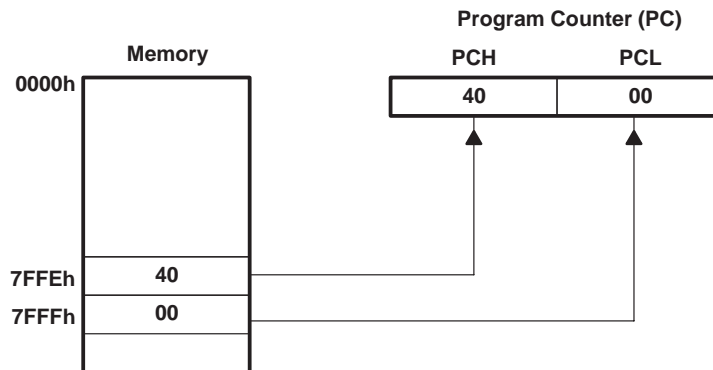 Program Counter (PC)
Memory
PCH
PCL
0000h
40
00
7FFEh
40
7FFFh
00